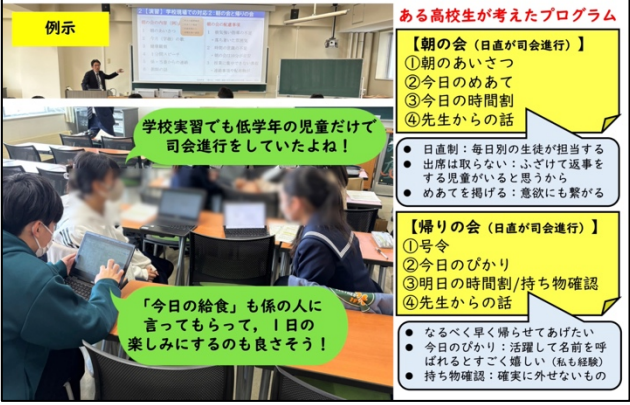 例示
学校実習でも低学年の児童だけで
司会進行をしていたよね！
「今日の給食」も係の人に
言ってもらって，１日の
楽しみにするのも良さそう！
ある高校生が考えたプログラム
【朝の会（日直が司会進行）】
①朝のあいさつ
②今日のめあて
③今日の時間割
④先生からの話
● 日直制：毎日別の生徒が担当する
● 出席は取らない：ふざけて返事を
する児童がいると思うから
● めあてを掲げる：意欲にも繋がる
【帰りの会（日直が司会進行）】
①号令
②今日のぴかり
③明日の時間割/持ち物確認
④先生からの話
● なるべく早く帰らせてあげたい
● 今日のぴかり：活躍して名前を呼
ばれるとすごく嬉しい（私も経験）
● 持ち物確認：確実に外せないもの